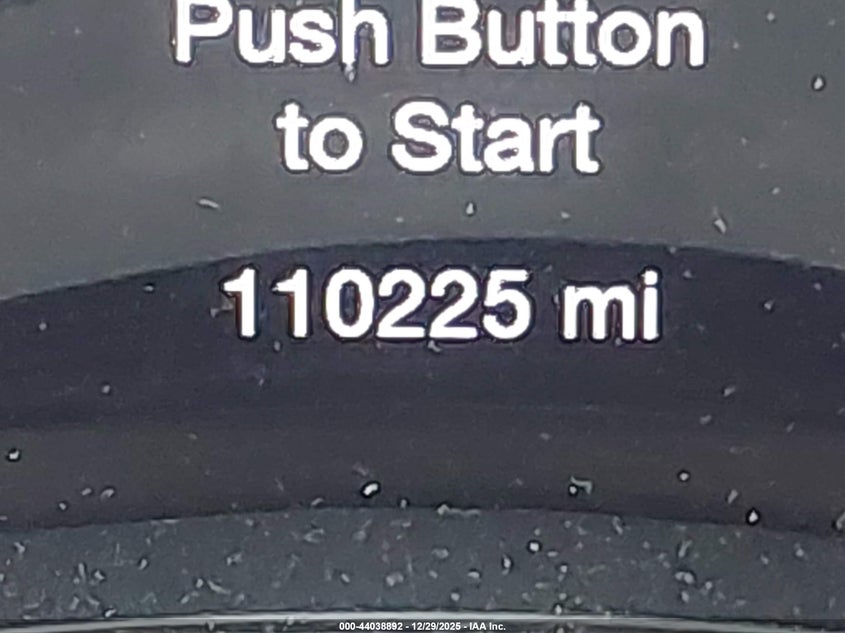 Push Button
to Start
110225 mi
000-44038892 - 12/29/2025 - IAA Inc.